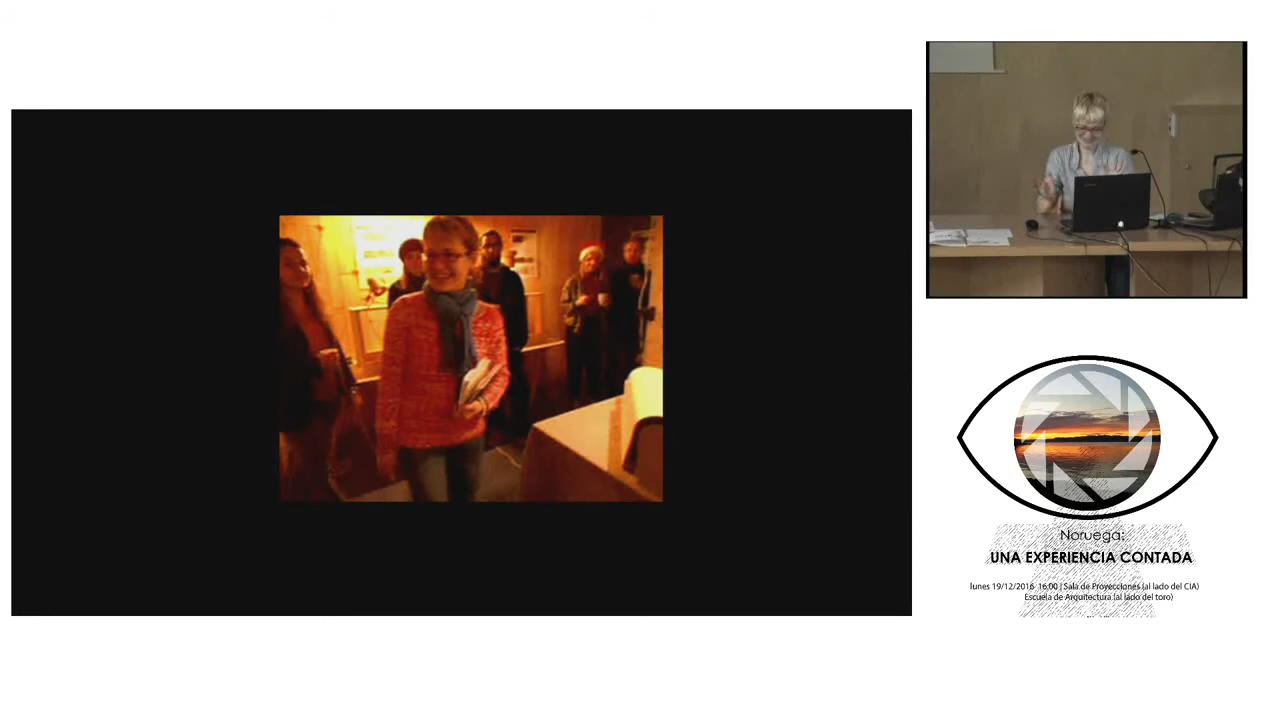 Noruega:
UNA EXPERIENCIA CONTADA
lunes 19/12/2016 16:00 | Sala de Proyecciones (al lado del CIA)
Escuela de Arquitectura (al lado del toro)